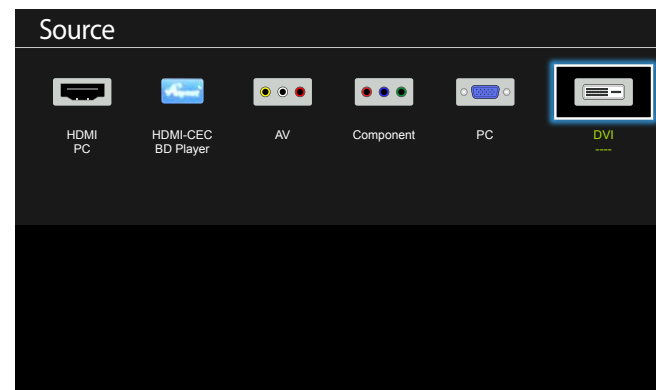 Source
HDMI
PC
HDMI-CEC
BD Player
AV
Component
PC
DVI
----